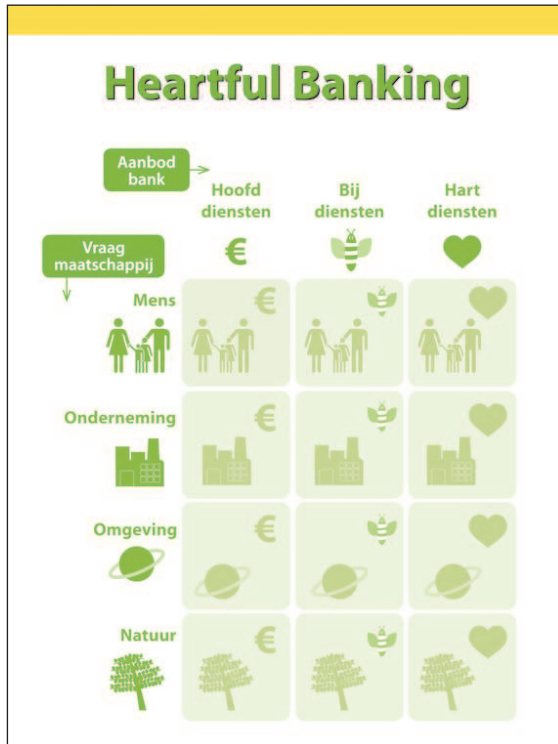 Heartful Banking
Aanbod
bank
Hoofd
diensten
Bij
diensten
Hart
diensten
€
Vraag
maatschappij
Mens
€
Onderneming
€
Omgeving
€
Natuur
€